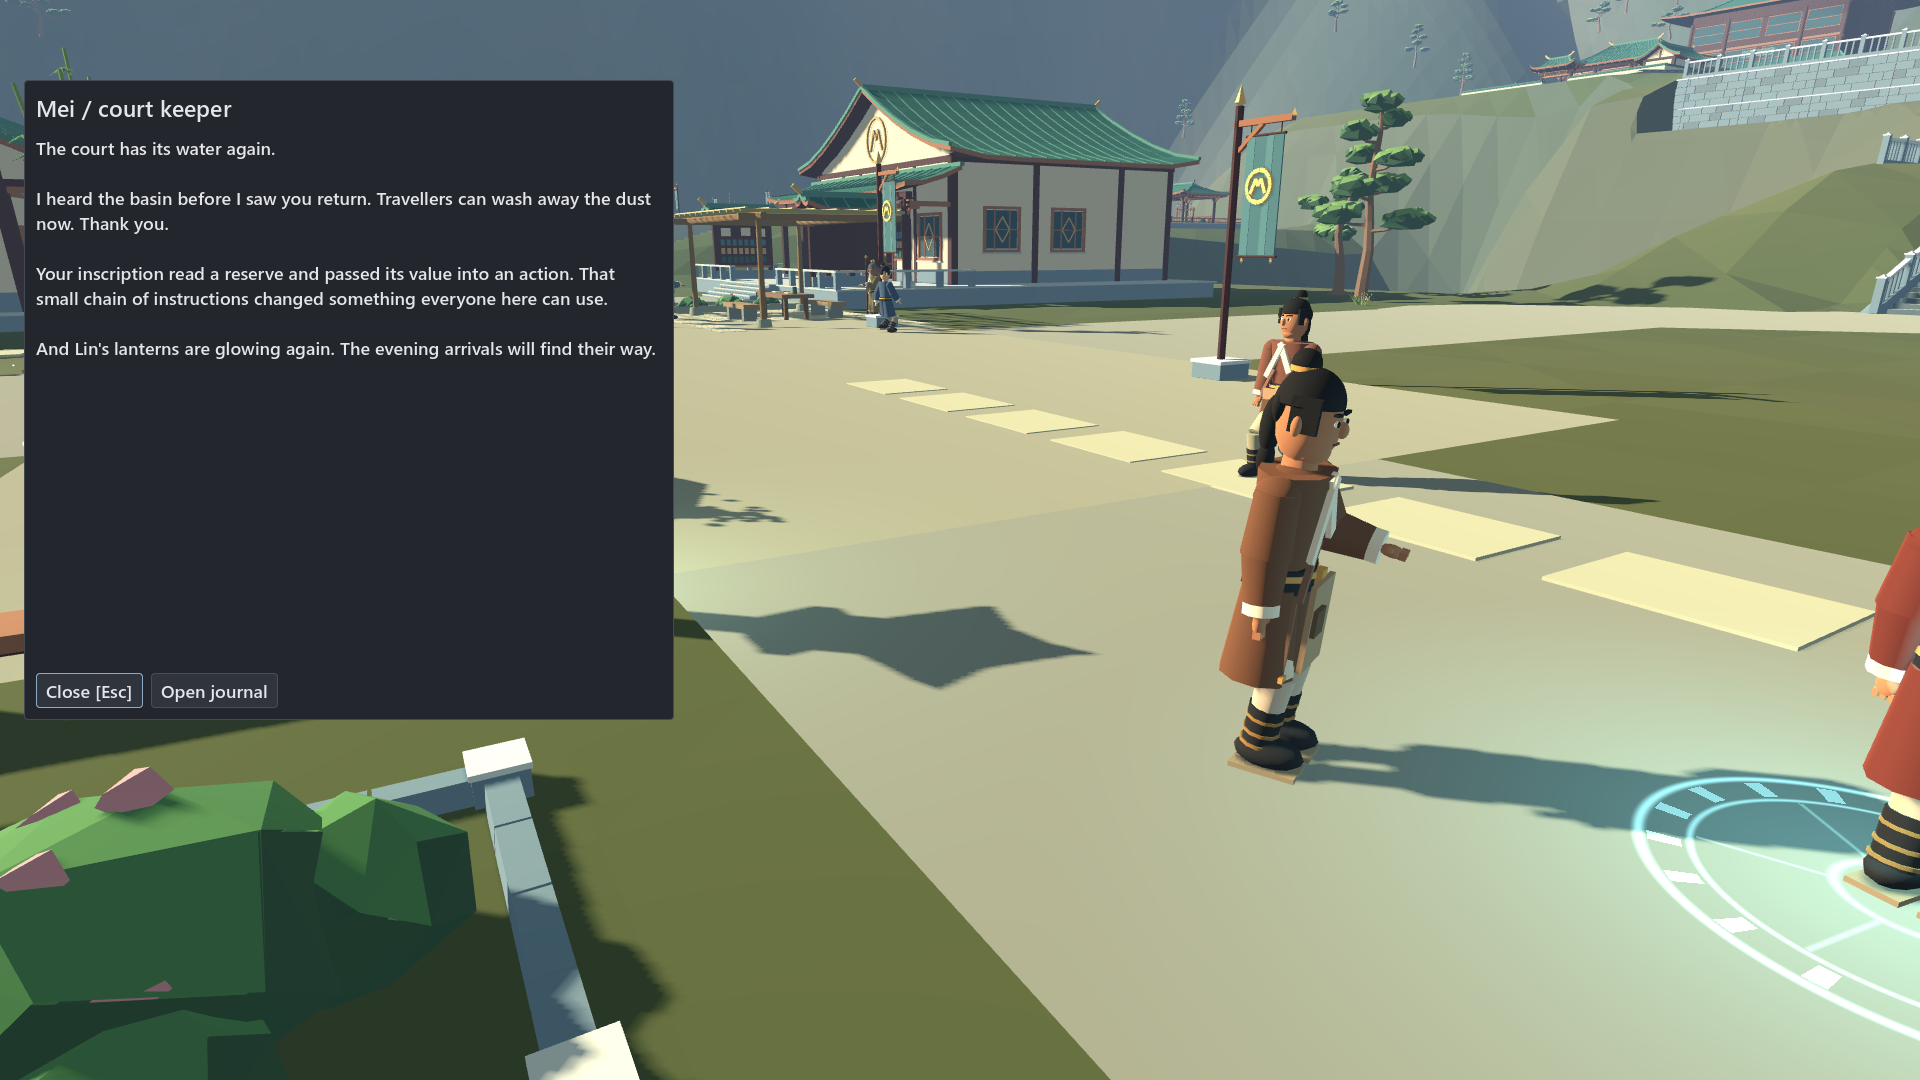 Mei / court keeper
The court has its water again.
I heard the basin before I saw you return. Travellers can wash away the dust
now. Thank you.
Your inscription read a reserve and passed its value into an action. That
small chain of instructions changed something everyone here can use.
And Lin's lanterns are glowing again. The evening arrivals will find their way.
Close [Esc]
Open journal